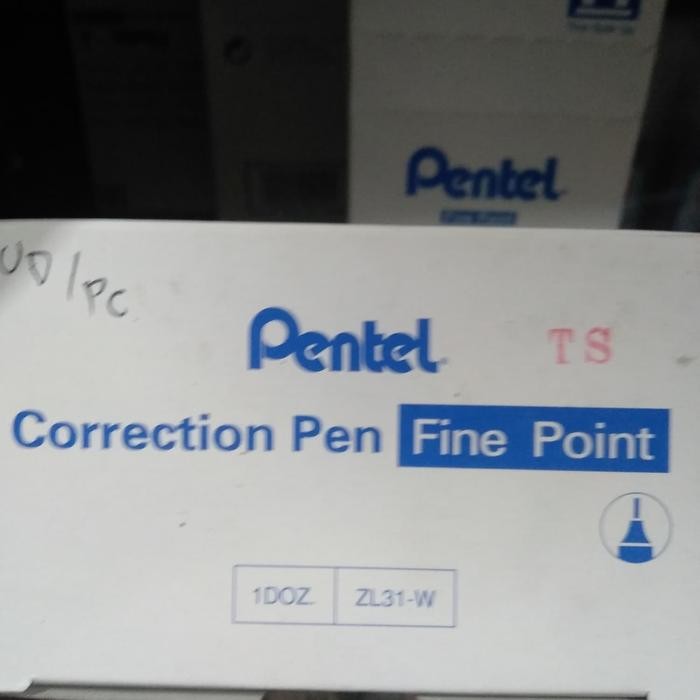 Pentel
UD/PC
Pentel TS
Correction Pen Fine Point
1DOZ. ZL31-W